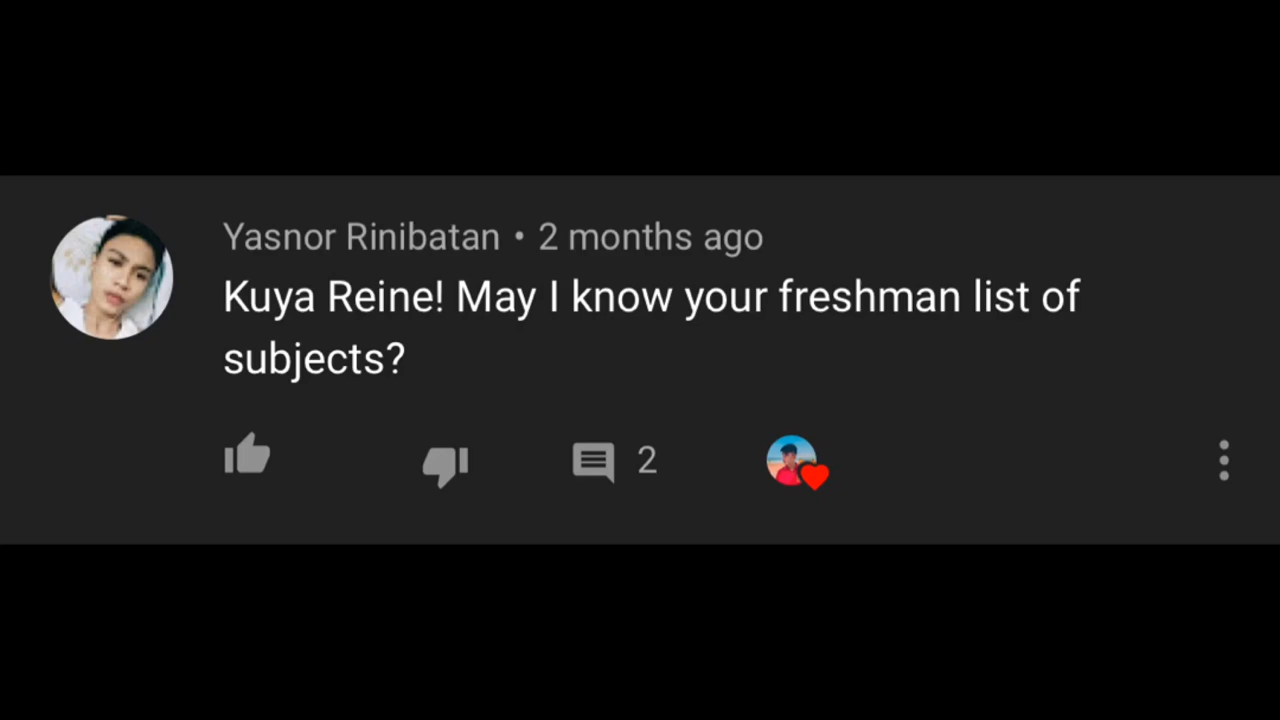 Yasnor Rinibatan • 2 months ago
Kuya Reine! May I know your freshman list of
subjects?
2